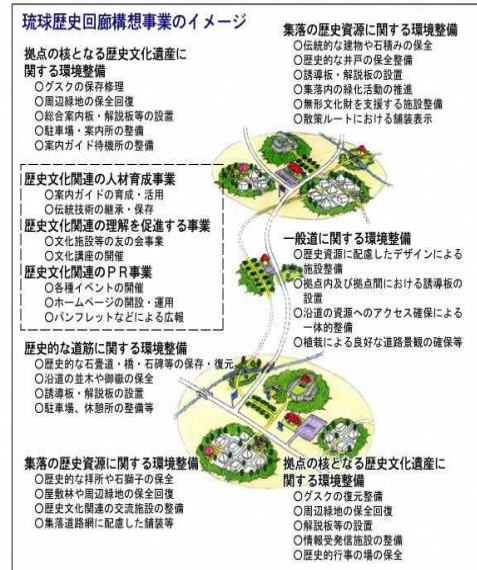 琉球歴史回廊構想事業のイメージ
拠点の核となる歴史文化遺産に
関する環境整備
○グスクの保存修理
○周辺緑地の保全回復
○総合案内板・解説板等の設置
○駐車場・案内所の整備
○案内ガイド待機所の整備
歴史文化関連の人材育成事業
○案内ガイドの育成・活用
○伝統技術の継承・保存
歴史文化関連の理解を促進する事業
○文化施設等の友の会事業
○文化講座の開催
歴史文化関連のPR事業
○各種イベントの開催
○ホームページの開設・運用
○パンフレットなどによる広報
歴史的な道筋に関する環境整備
○歴史的な石畳道・橋・石碑等の保存・復元
○沿道の並木や御嶽の保全
○誘導板・解説板の設置
○駐車場、休憩所の整備等
集落の歴史資源に関する環境整備
○歴史的な拝所や石獅子の保全
○屋敷林や周辺緑地の保全回復
○歴史文化関連の交流施設の整備
○集落道路網に配慮した舗装等
集落の歴史資源に関する環境整備
○伝統的な建物や石積みの保全
○歴史的な井戸の保全整備
○誘導板・解説板の設置
○集落内の緑化活動の推進
○無形文化財を支援する施設整備
○散策ルートにおける舗装表示
一般道に関する環境整備
○歴史資源に配慮したデザインによる
施設整備
○拠点内及び拠点間における誘導板の
設置
○沿道の資源へのアクセス確保による
一体的整備
○植栽による良好な道路景観の確保等
拠点の核となる歴史文化遺産に
関する環境整備
○グスクの復元整備
○周辺緑地の保全回復
○解説板等の設置
○情報受発信施設の整備
○歴史的行事の場の保全